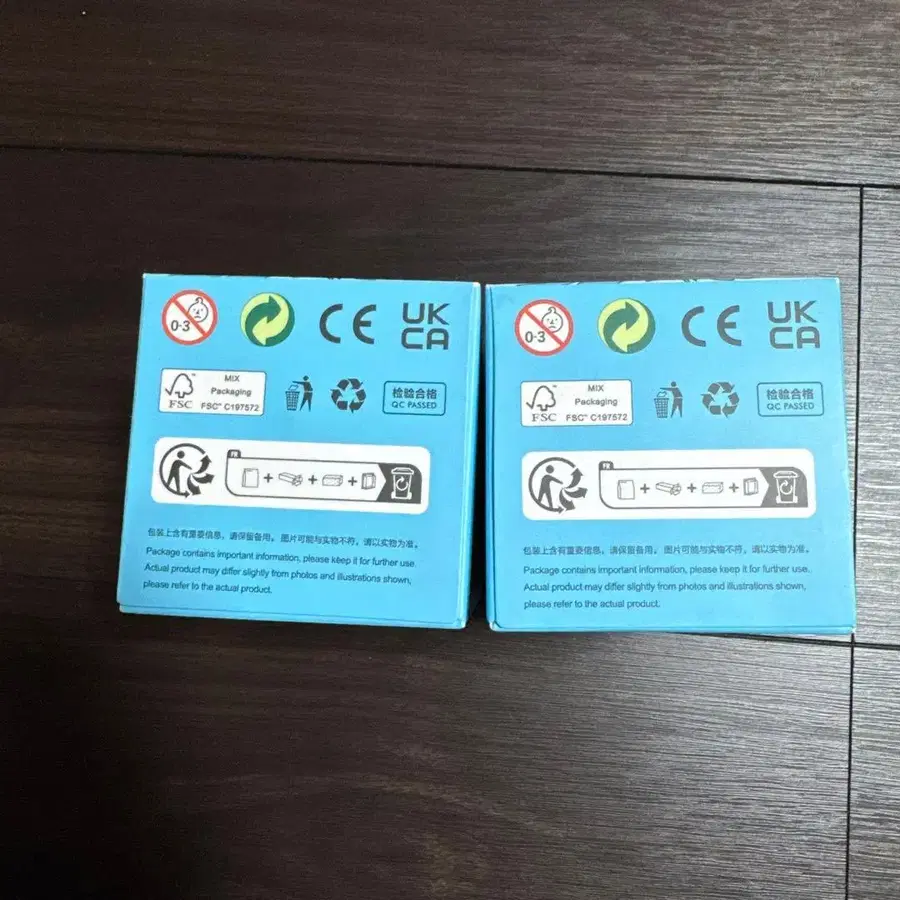 0-3
CE
UK
CA
FSC
MIX
Packaging
FSC™ C197572
检验合格
QC PASSED
FR
+ + +
包装上含有重要信息，请保留备用。图片可能与实物不符，请以实物为准。
Package contains important information, please keep it for further use.
Actual product may differ slightly from photos and illustrations shown,
please refer to the actual product.
0-3
CE
UK
CA
FSC
MIX
Packaging
FSC™ C197572
检验合格
QC PASSED
FR
+ + +
包装上含有重要信息，请保留备用。图片可能与实物不符，请以实物为准。
Package contains important information, please keep it for further use.
Actual product may differ slightly from photos and illustrations shown,
please refer to the actual product.